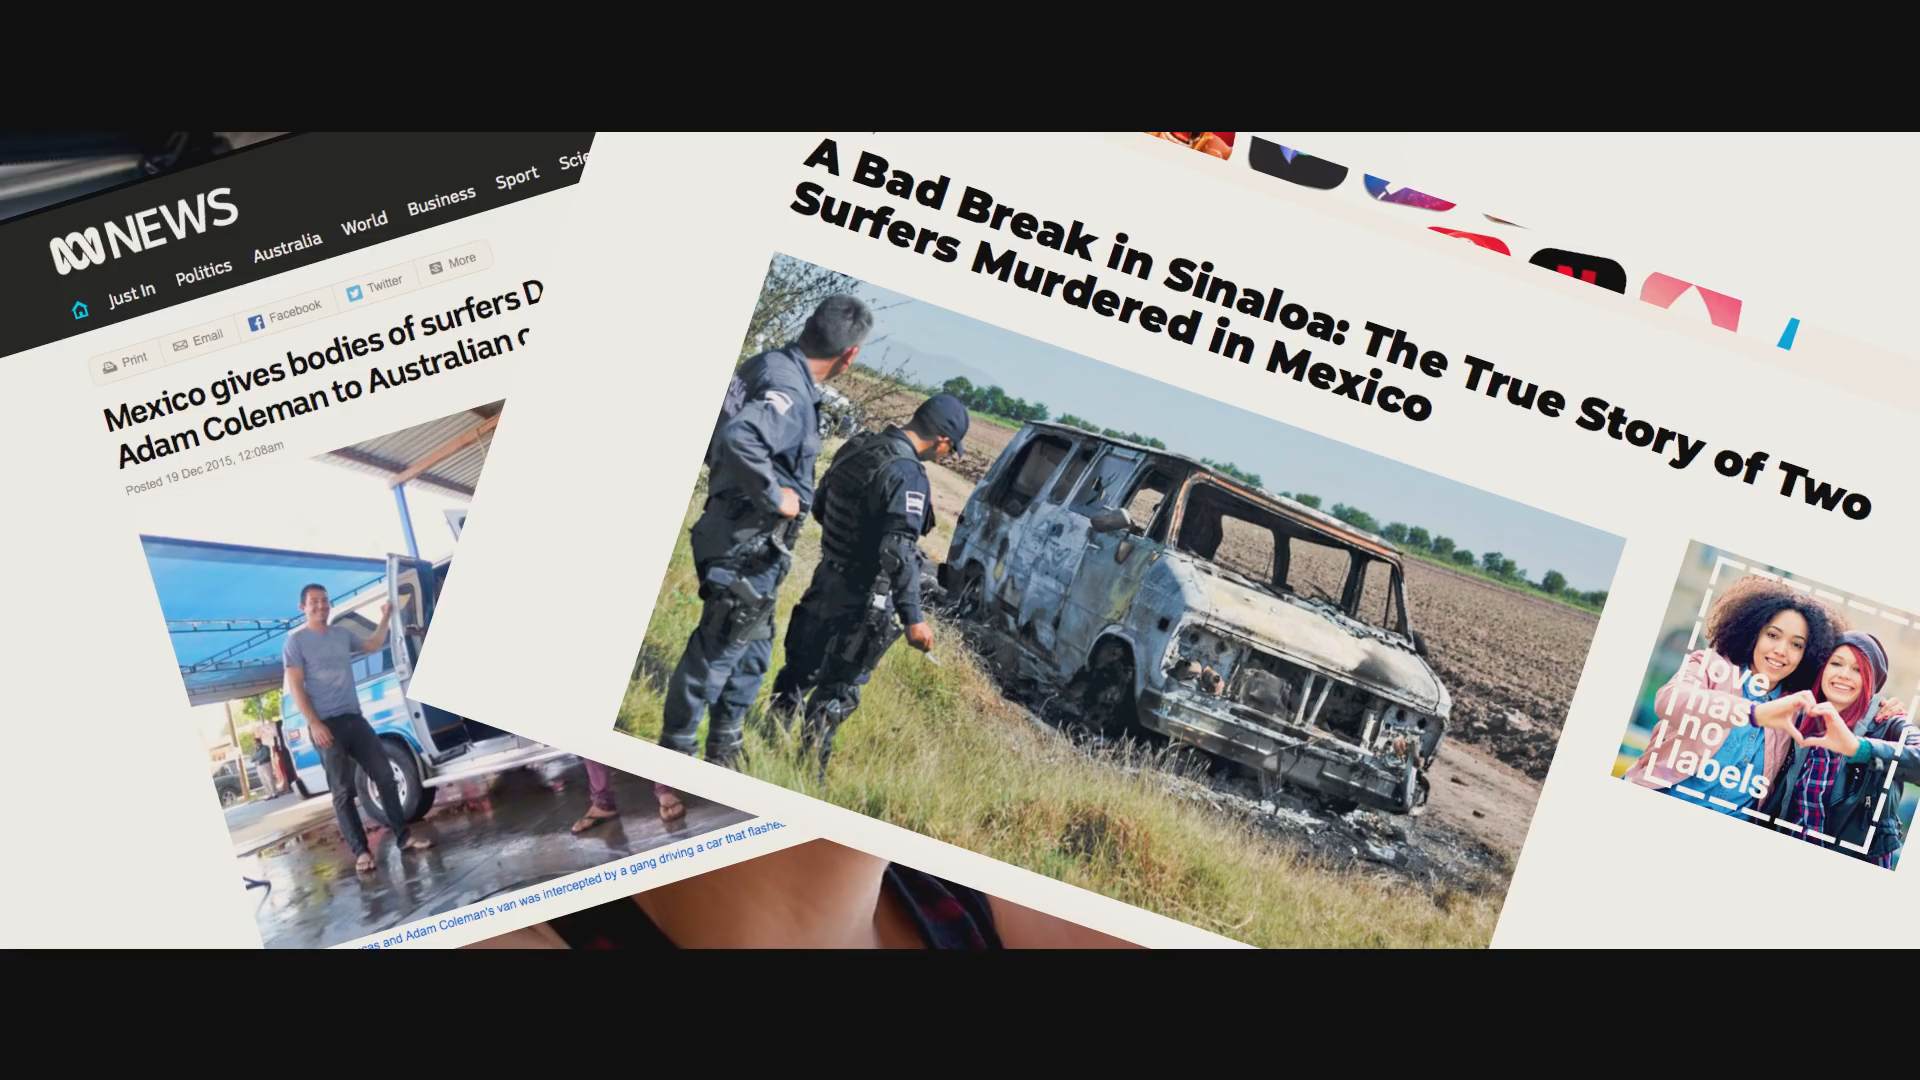 NEWS
Just In
Politics
Australia
World
Business
Sport
Print
Email
Facebook
Twitter
More
Mexico gives bodies of surfers
Adam Coleman to Australian
Posted 19 Dec 2015, 12:08am
and Adam Coleman's van was intercepted by a gang driving a car that flashed
A Bad Break in Sinaloa: The True Story of Two
Surfers Murdered in Mexico
love
has
no
labels